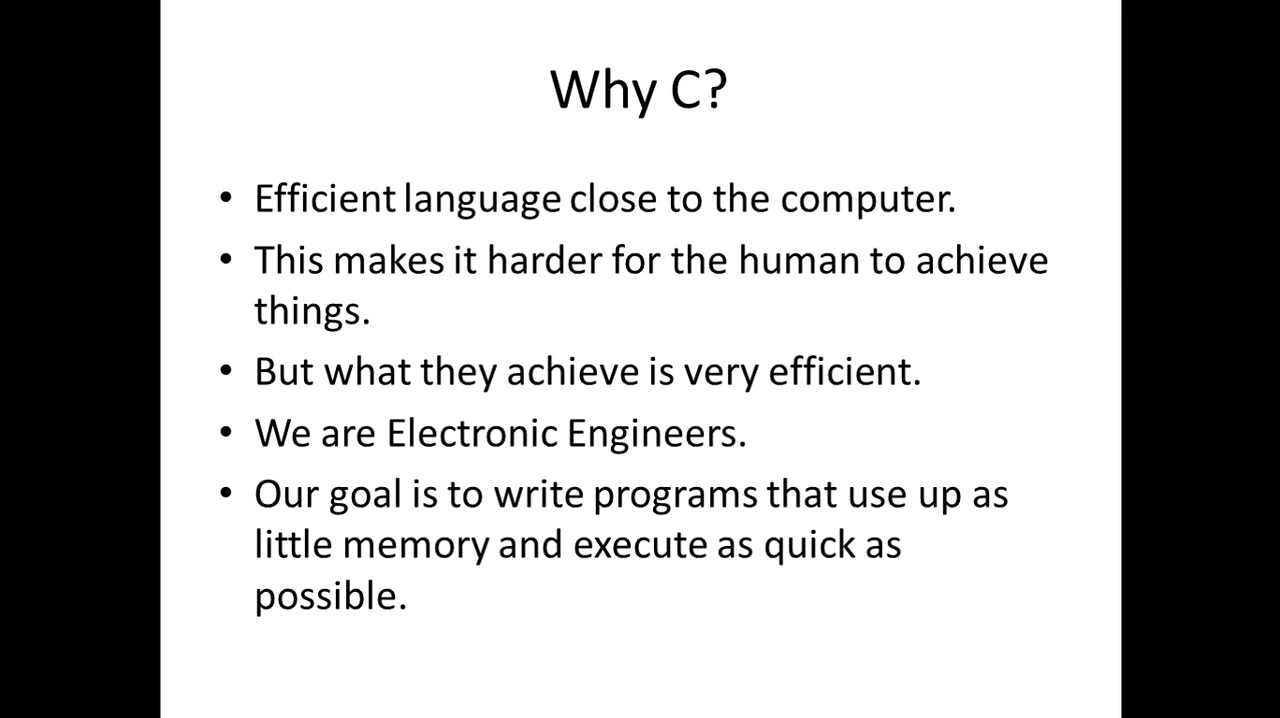 Why C?
• Efficient language close to the computer.
• This makes it harder for the human to achieve
things.
• But what they achieve is very efficient.
• We are Electronic Engineers.
• Our goal is to write programs that use up as
little memory and execute as quick as
possible.